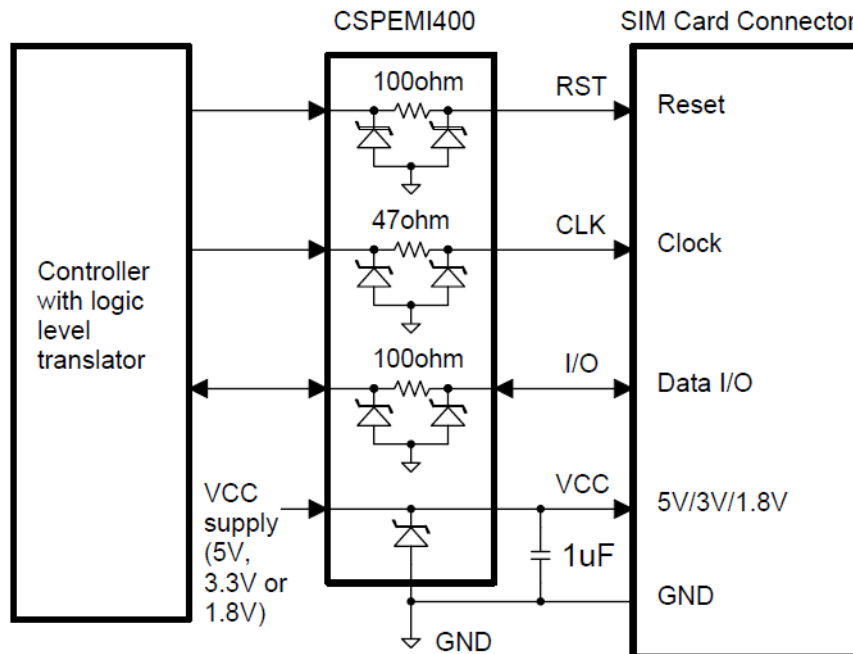 CSPEMI400
SIM Card Connector
100ohm
RST
Reset
47ohm
CLK
Clock
Controller
with logic
level
translator
100ohm
I/O
Data I/O
VCC
supply
(5V,
3.3V or
1.8V)
VCC
5V/3V/1.8V
1uF
GND
GND